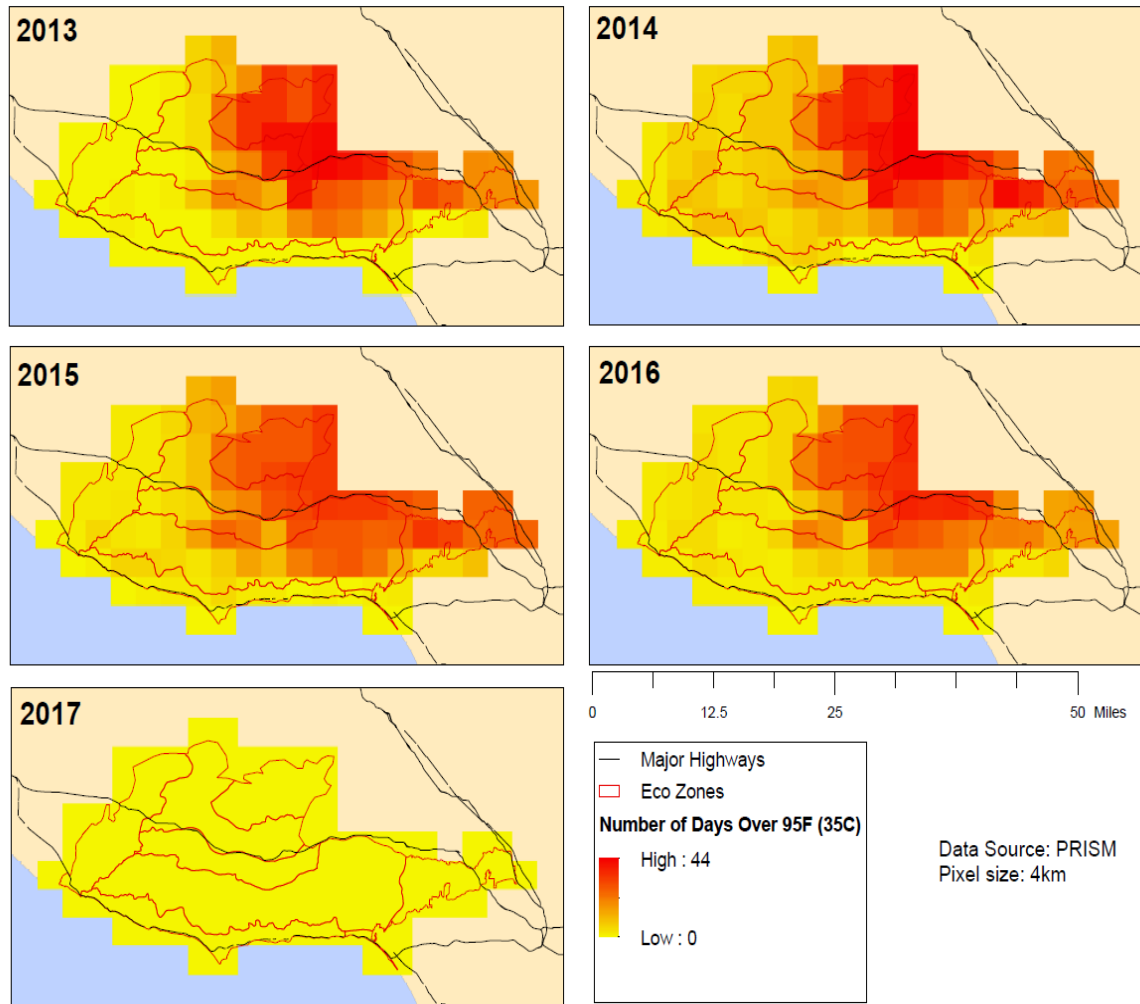 2013
2014
2015
2016
2017
0 12.5 25 50 Miles
Major Highways
Eco Zones
Number of Days Over 95F (35C)
High : 44
Low : 0
Data Source: PRISM
Pixel size: 4km